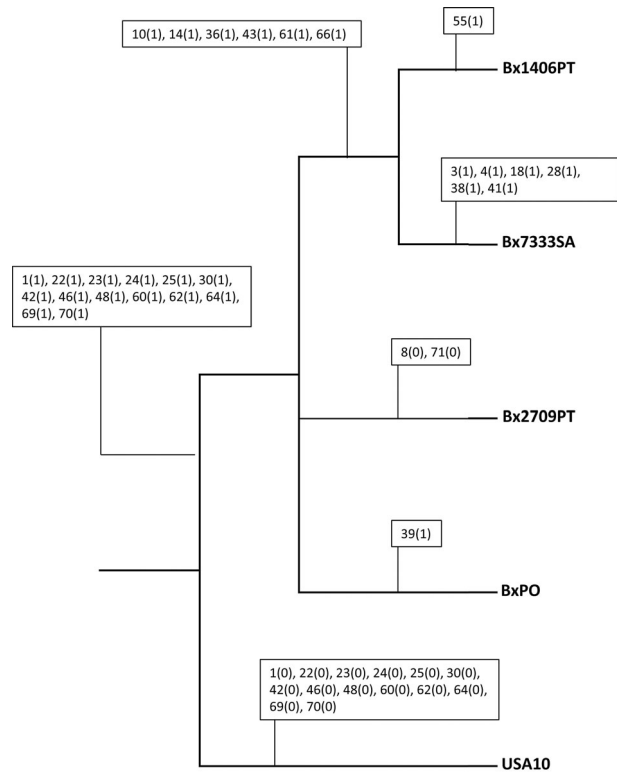 10(1), 14(1), 36(1), 43(1), 61(1), 66(1)
55(1)
Bx1406PT
3(1), 4(1), 18(1), 28(1),
38(1), 41(1)
Bx7333SA
1(1), 22(1), 23(1), 24(1), 25(1), 30(1),
42(1), 46(1), 48(1), 60(1), 62(1), 64(1),
69(1), 70(1)
8(0), 71(0)
Bx2709PT
39(1)
BxPO
1(0), 22(0), 23(0), 24(0), 25(0), 30(0),
42(0), 46(0), 48(0), 60(0), 62(0), 64(0),
69(0), 70(0)
USA10